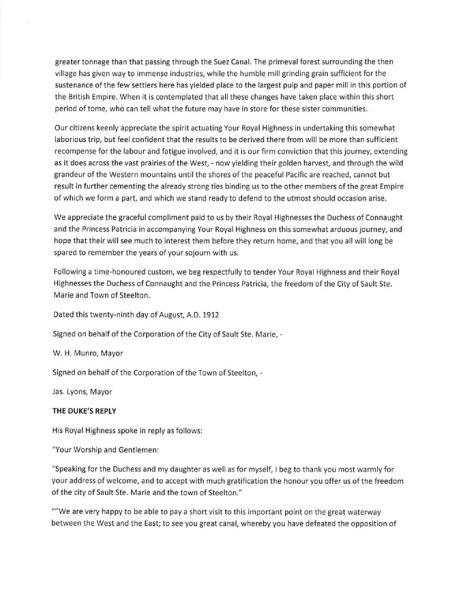 greater tonnage than that passing through the Suez Canal. The primeval forest surrounding the then
village has given way to immense industries, while the humble mill grinding grain sufficient for the
sustenance of the few settlers here has yielded place to the largest pulp and paper mill in this portion of
the British Empire. When it is contemplated that all these changes have taken place within this short
period of tome, who can tell what the future may have in store for these sister communities.
Our citizens keenly appreciate the spirit actuating Your Royal Highness in undertaking this somewhat
laborious trip, but feel confident that the results to be derived there from will be more than sufficient
recompense for the labour and fatigue involved, and it is our firm conviction that this journey, extending
as it does across the vast prairies of the West, - now yielding their golden harvest, and through the wild
grandeur of the Western mountains until the shores of the peaceful Pacific are reached, cannot but
result in further cementing the already strong ties binding us to the other members of the great Empire
of which we form a part, and which we stand ready to defend to the utmost should occasion arise.
We appreciate the graceful compliment paid to us by their Royal Highnesses the Duchess of Connaught
and the Princess Patricia in accompanying Your Royal Highness on this somewhat arduous journey, and
hope that their will see much to interest them before they return home, and that you all will long be
spared to remember the years of your sojourn with us.
Following a time-honoured custom, we beg respectfully to tender Your Royal Highness and their Royal
Highnesses the Duchess of Connaught and the Princess Patricia, the freedom of the City of Sault Ste.
Marie and Town of Steelton.
Dated this twenty-ninth day of August, A.D. 1912
Signed on behalf of the Corporation of the City of Sault Ste. Marie, -
W. H. Munro, Mayor
Signed on behalf of the Corporation of the Town of Steelton, -
Jas. Lyons, Mayor
THE DUKE'S REPLY
His Royal Highness spoke in reply as follows:
"Your Worship and Gentlemen:
"Speaking for the Duchess and my daughter as well as for myself, I beg to thank you most warmly for
your address of welcome, and to accept with much gratification the honour you offer us of the freedom
of the city of Sault Ste. Marie and the town of Steelton."
""We are very happy to be able to pay a short visit to this important point on the great waterway
between the West and the East; to see you great canal, whereby you have defeated the opposition of